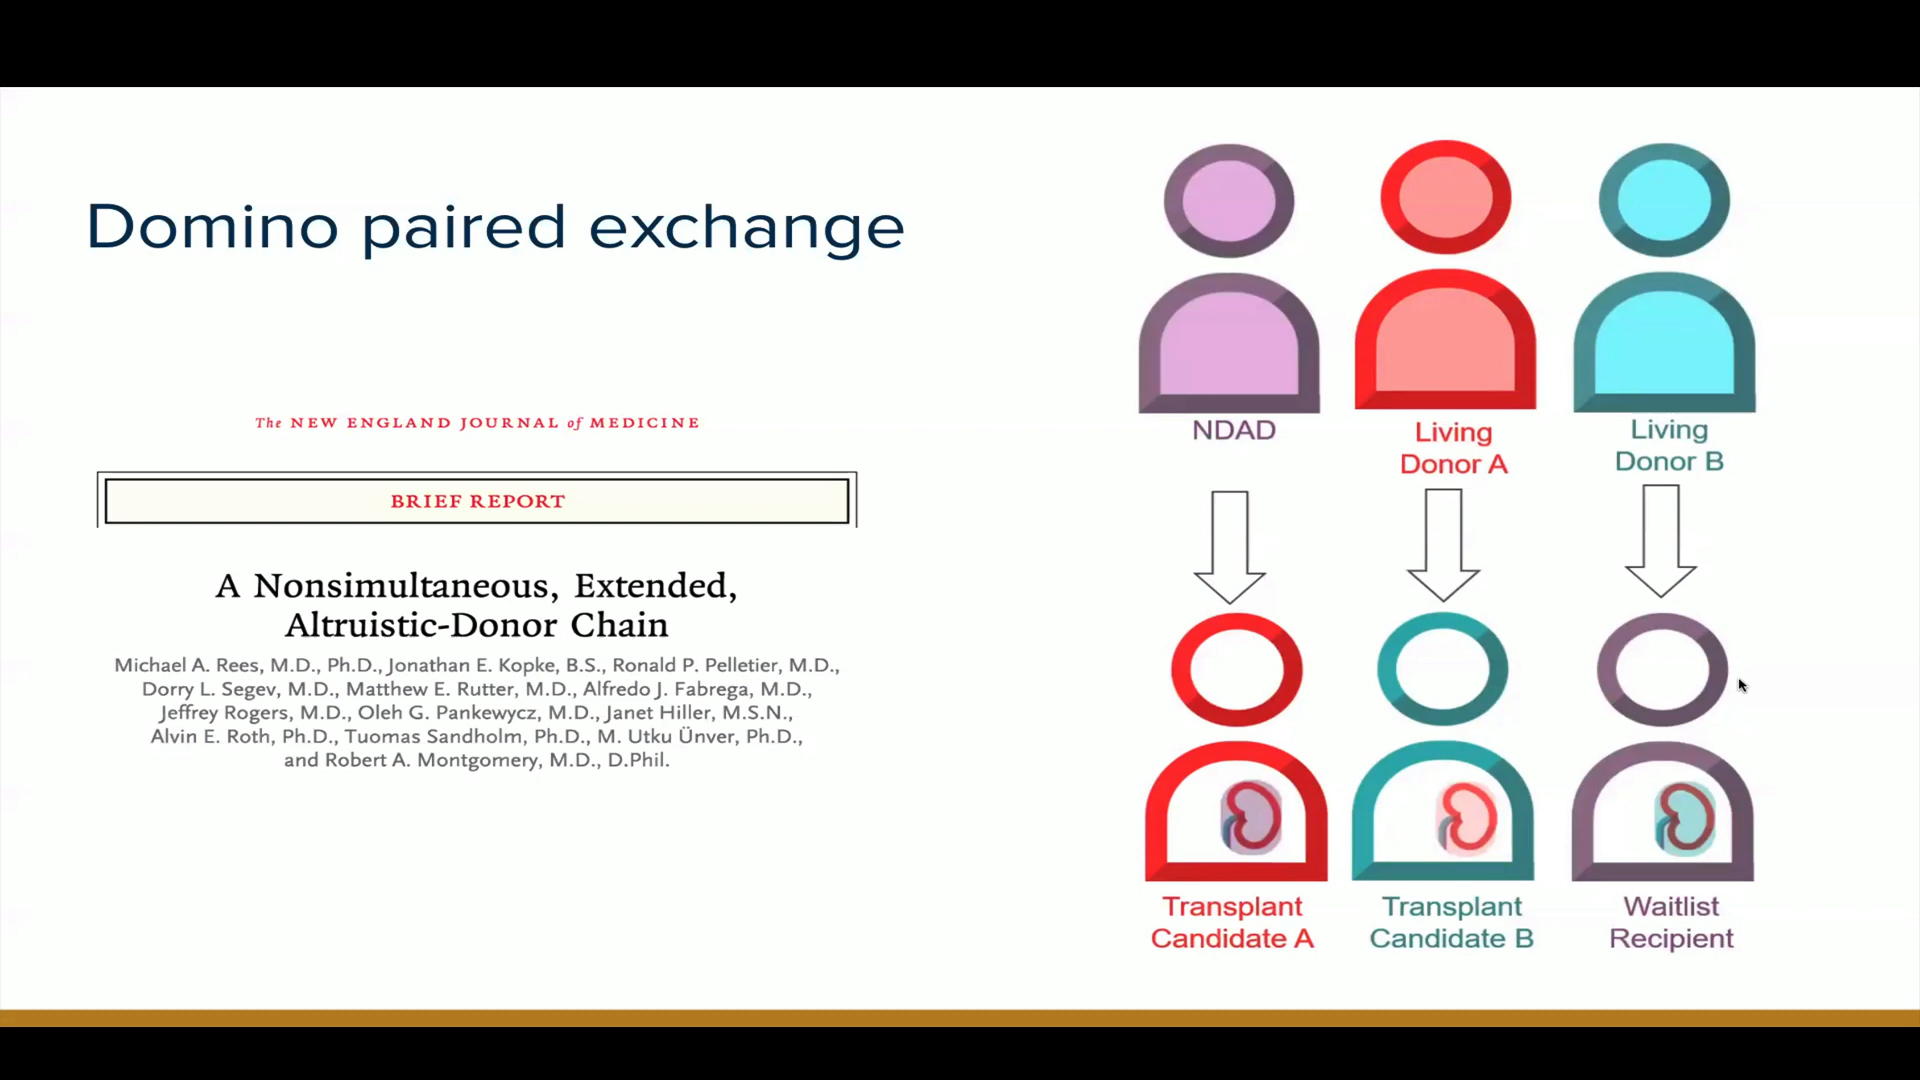 Domino paired exchange
The NEW ENGLAND JOURNAL of MEDICINE
BRIEF REPORT
A Nonsimultaneous, Extended,
Altruistic-Donor Chain
Michael A. Rees, M.D., Ph.D., Jonathan E. Kopke, B.S., Ronald P. Pelletier, M.D.,
Dorry L. Segev, M.D., Matthew E. Rutter, M.D., Alfredo J. Fabrega, M.D.,
Jeffrey Rogers, M.D., Oleh G. Pankewycz, M.D., Janet Hiller, M.S.N.,
Alvin E. Roth, Ph.D., Tuomas Sandholm, Ph.D., M. Utku Ünver, Ph.D.,
and Robert A. Montgomery, M.D., D.Phil.
NDAD
Living
Donor A
Living
Donor B
Transplant
Candidate A
Transplant
Candidate B
Waitlist
Recipient